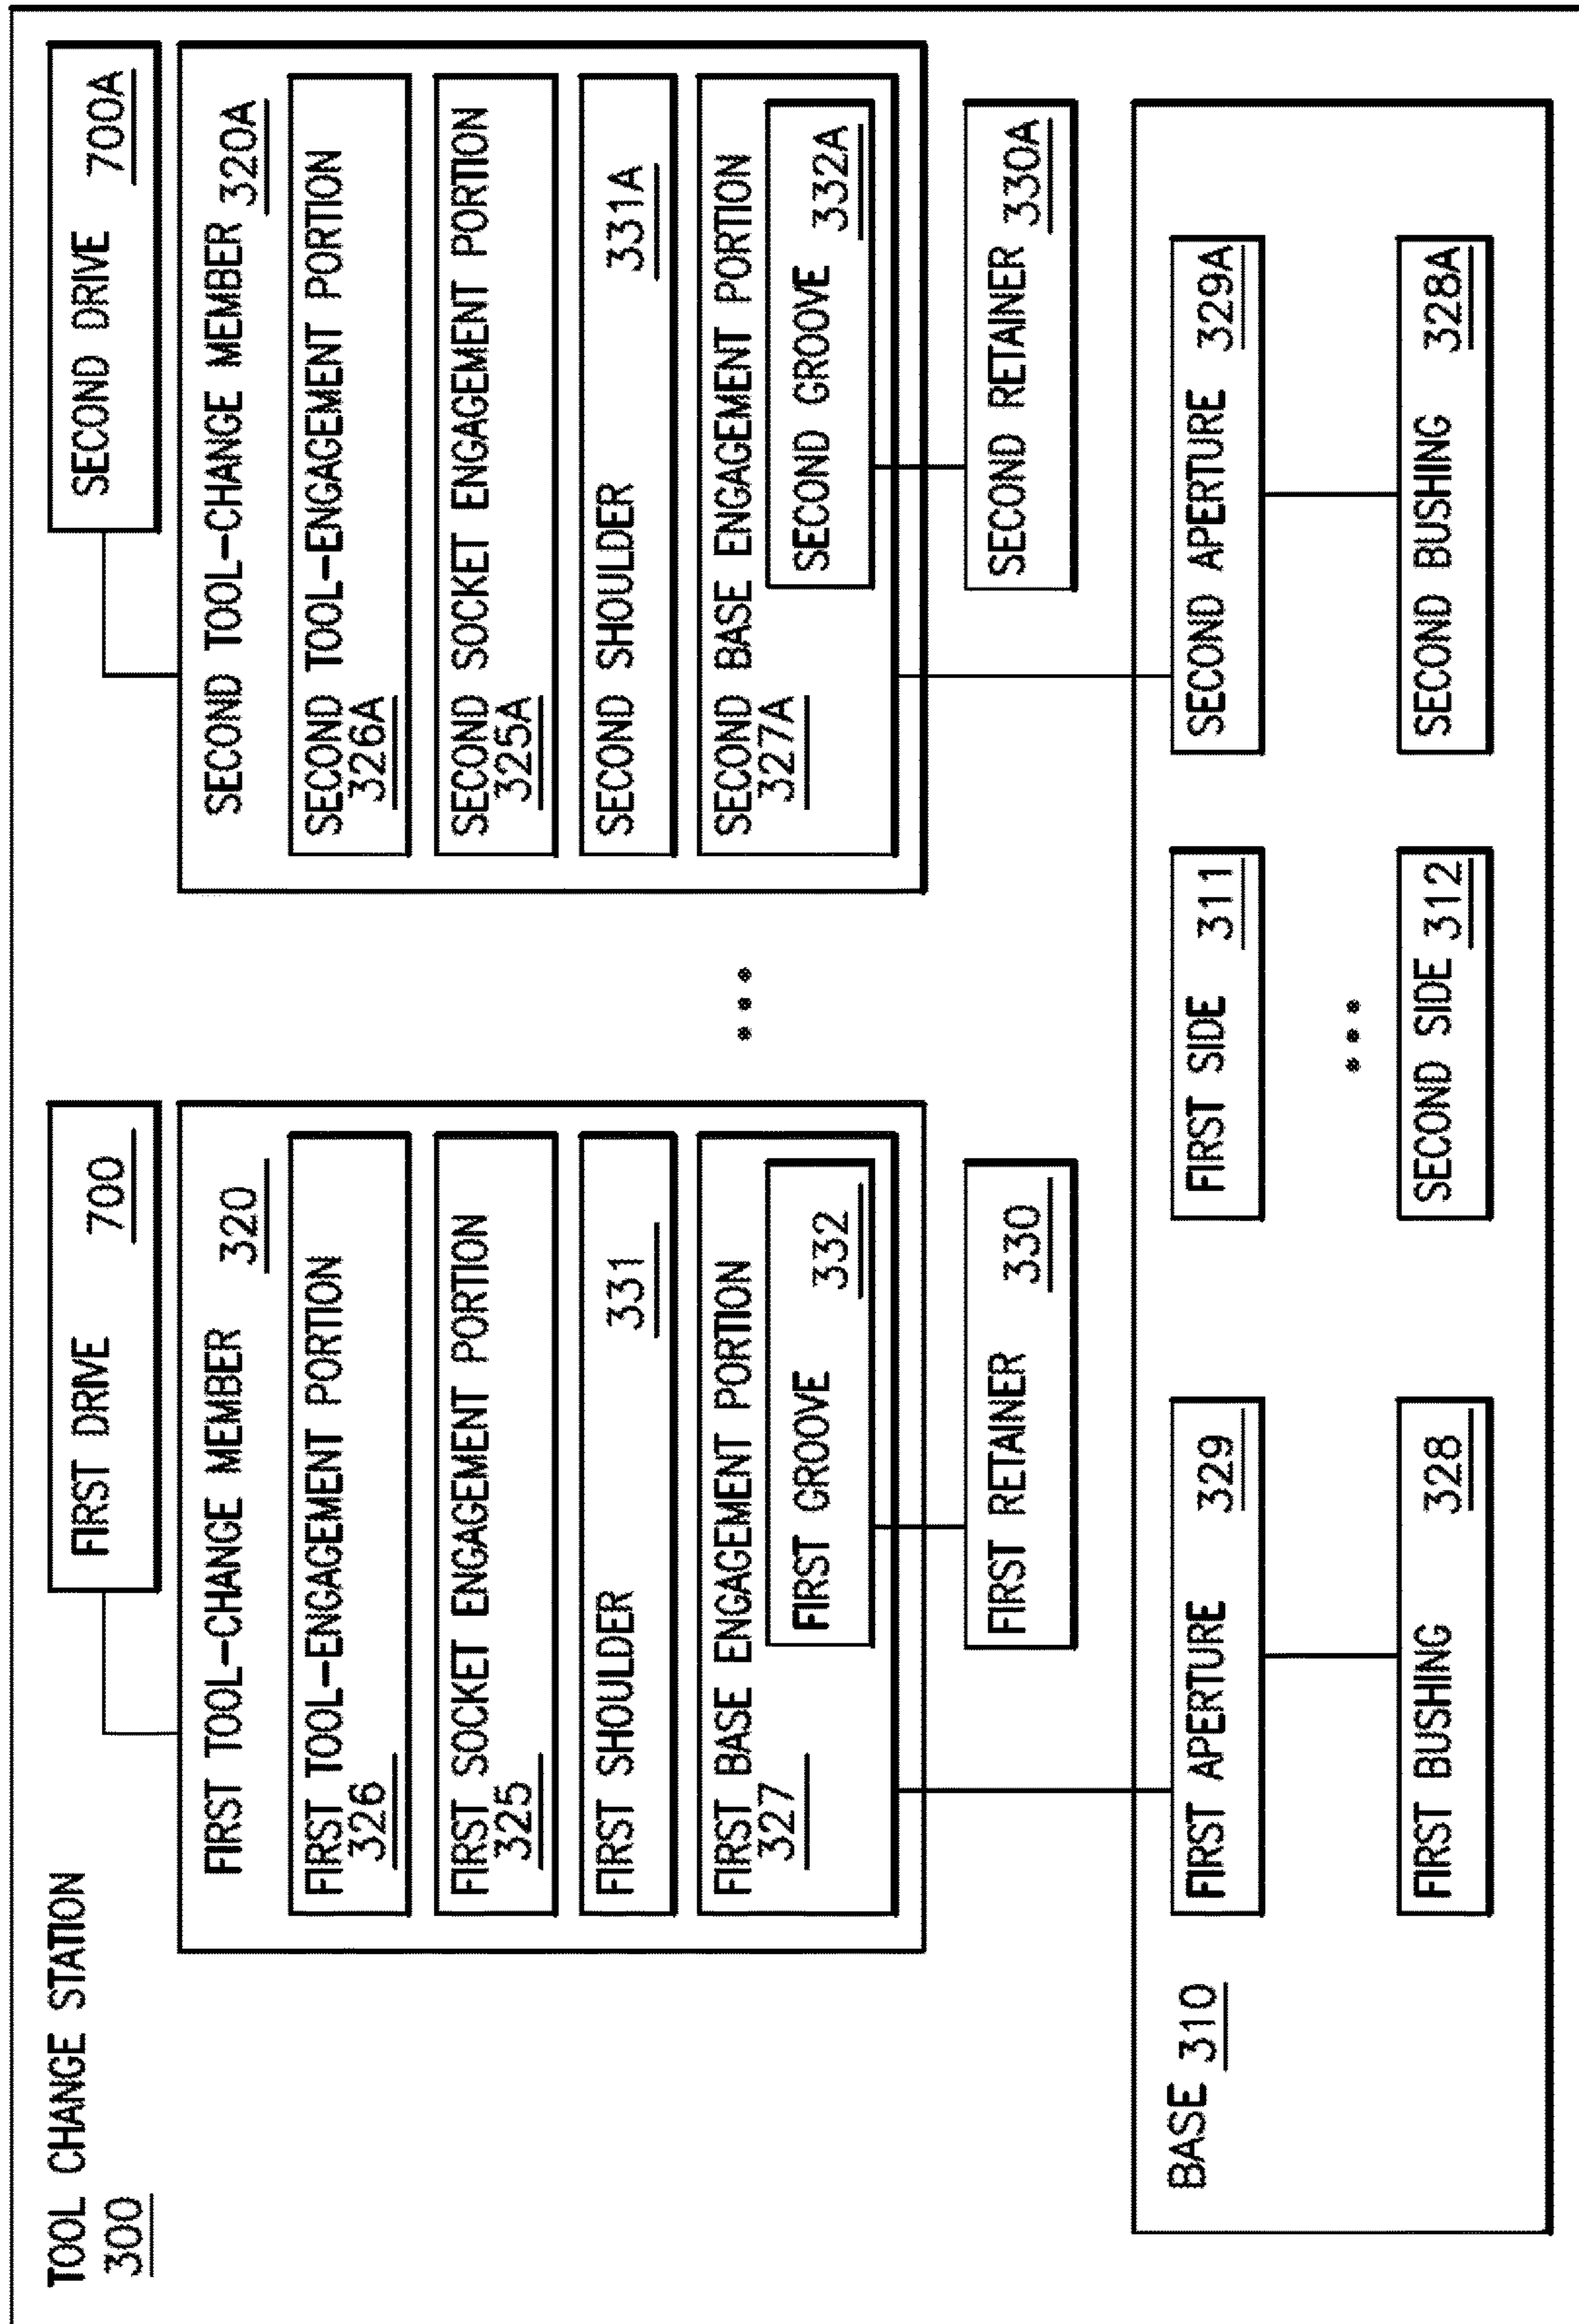 TOOL CHANGE STATION
300
FIRST DRIVE 700
FIRST TOOL-CHANGE MEMBER 320
FIRST TOOL-ENGAGEMENT PORTION
326
FIRST SOCKET ENGAGEMENT PORTION
325
FIRST SHOULDER 331
FIRST BASE ENGAGEMENT PORTION
327
FIRST GROOVE 332
FIRST RETAINER 330
SECOND DRIVE 700A
SECOND TOOL-CHANGE MEMBER 320A
SECOND TOOL-ENGAGEMENT PORTION
326A
SECOND SOCKET ENGAGEMENT PORTION
325A
SECOND SHOULDER 331A
SECOND BASE ENGAGEMENT PORTION
327A
SECOND GROOVE 332A
SECOND RETAINER 330A
BASE 310
FIRST APERTURE 329
FIRST BUSHING 328
FIRST SIDE 311
SECOND SIDE 312
SECOND APERTURE 329A
SECOND BUSHING 328A